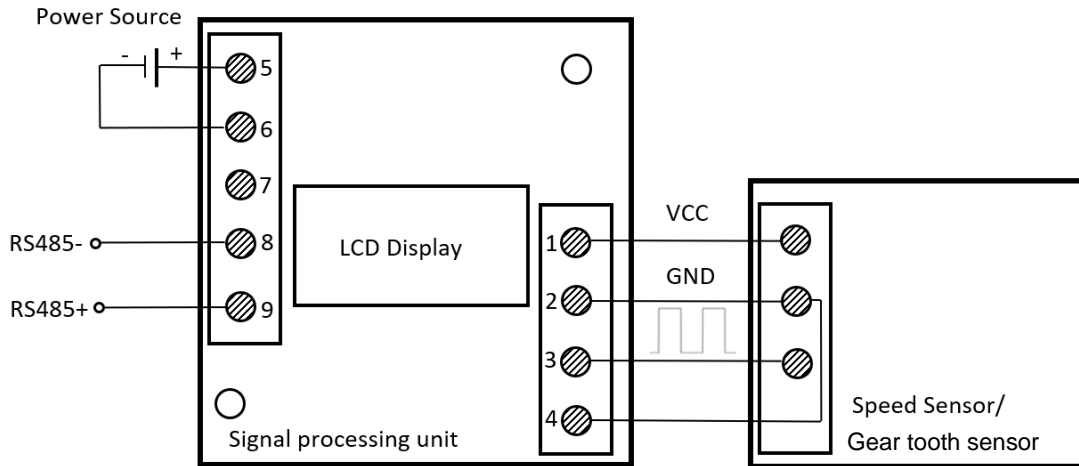 Power Source
- +
5
6
7
RS485- 8
RS485+ 9
LCD Display
1 VCC
2 GND
3
4
Signal processing unit
Speed Sensor/
Gear tooth sensor